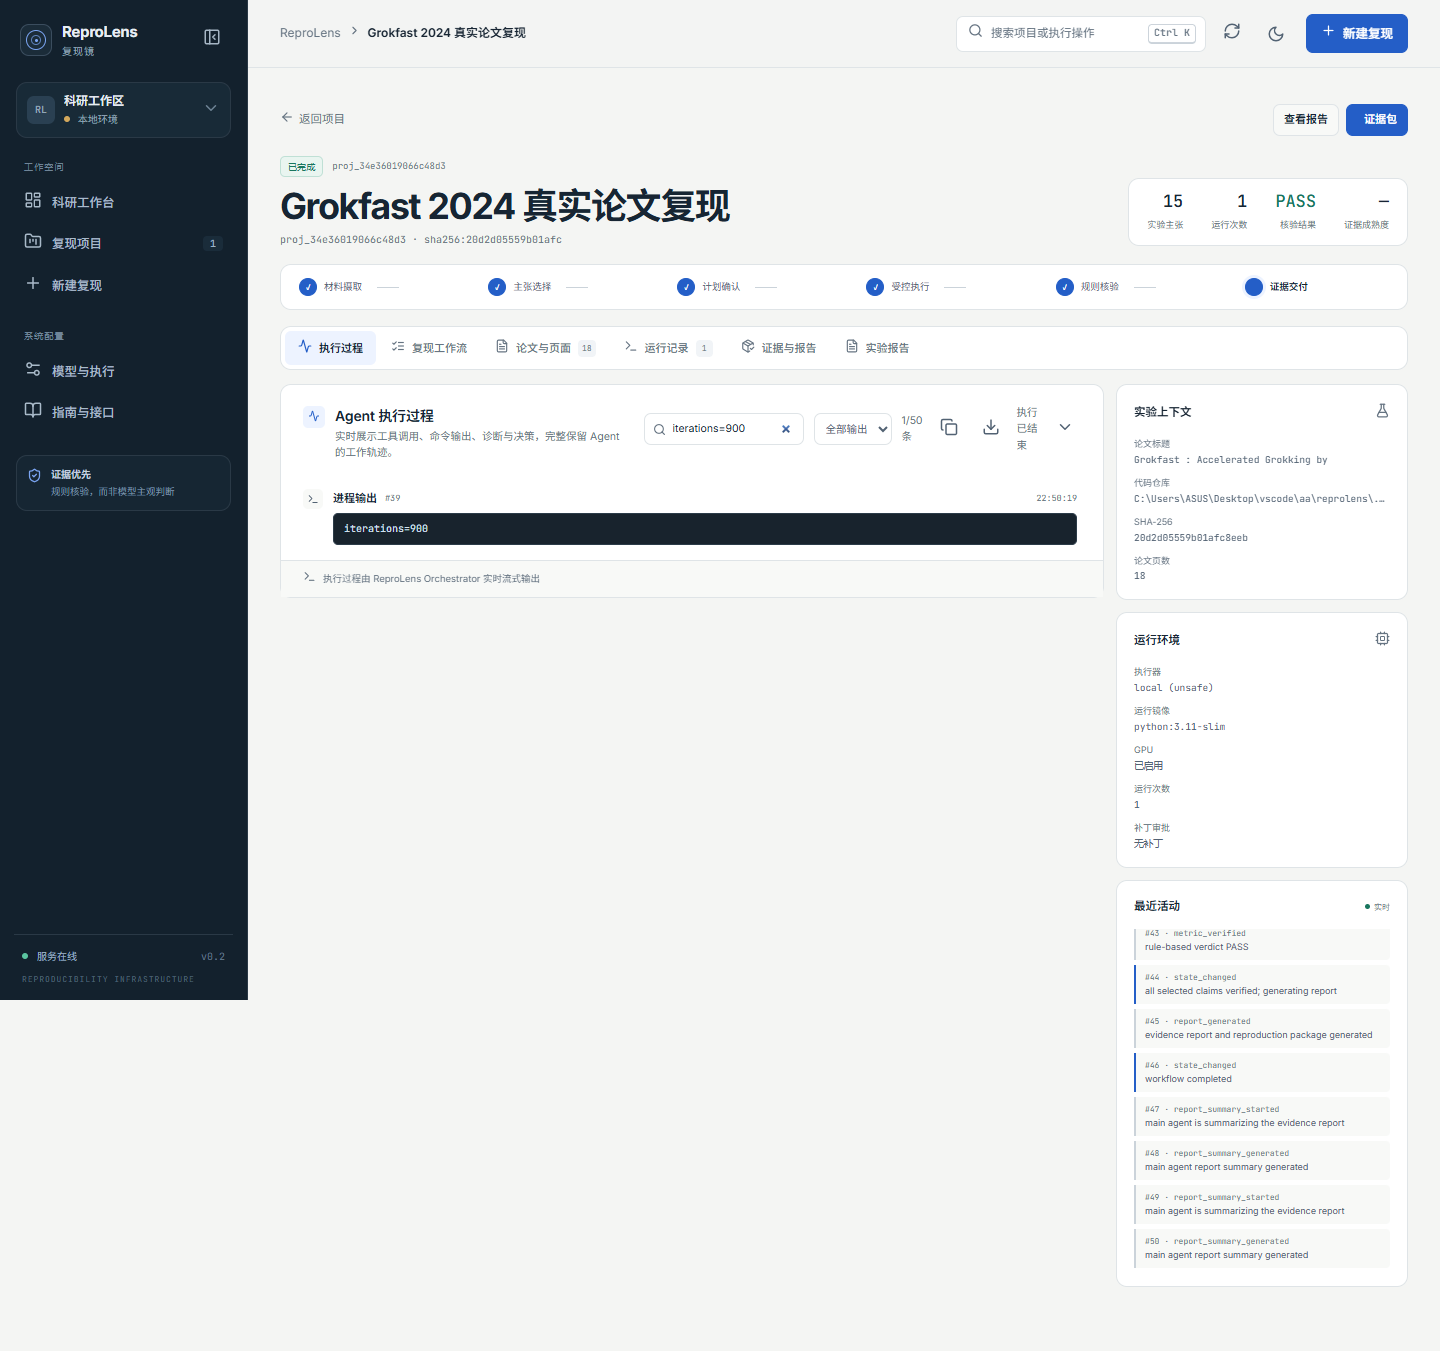 ReproLens
复现镜
RL
科研工作区
本地环境
工作空间
科研工作台
复现项目
1
新建复现
系统配置
模型与执行
指南与接口
证据优先
规则核验，而非模型主观判断
服务在线
v0.2
REPRODUCIBILITY INFRASTRUCTURE
ReproLens
Grokfast 2024 真实论文复现
搜索项目或执行操作
Ctrl K
新建复现
返回项目
查看报告
证据包
已完成
proj_34e36019066c48d3
Grokfast 2024 真实论文复现
proj_34e36019066c48d3 · sha256:20d2d05559b01afc
15
实验主张
1
运行次数
PASS
核验结果
—
证据成熟度
材料摄取
主张选择
计划确认
受控执行
规则核验
证据交付
执行过程
复现工作流
论文与页面
18
运行记录
1
证据与报告
实验报告
Agent 执行过程
实时展示工具调用、命令输出、诊断与决策，完整保留 Agent
的工作轨迹。
iterations=900
全部输出
1/50
条
执行
已结
束
进程输出
#39
22:50:19
iterations=900
执行过程由 ReproLens Orchestrator 实时流式输出
实验上下文
论文标题
Grokfast : Accelerated Grokking by
代码仓库
C:\Users\ASUS\Desktop\vscode\aa\reprolens\.…
SHA-256
20d2d05559b01afc8eeb
论文页数
18
运行环境
执行器
local (unsafe)
运行镜像
python:3.11-slim
GPU
已启用
运行次数
1
补丁审批
无补丁
最近活动
实时
#43 · metric_verified
rule-based verdict PASS
#44 · state_changed
all selected claims verified; generating report
#45 · report_generated
evidence report and reproduction package generated
#46 · state_changed
workflow completed
#47 · report_summary_started
main agent is summarizing the evidence report
#48 · report_summary_generated
main agent report summary generated
#49 · report_summary_started
main agent is summarizing the evidence report
#50 · report_summary_generated
main agent report summary generated